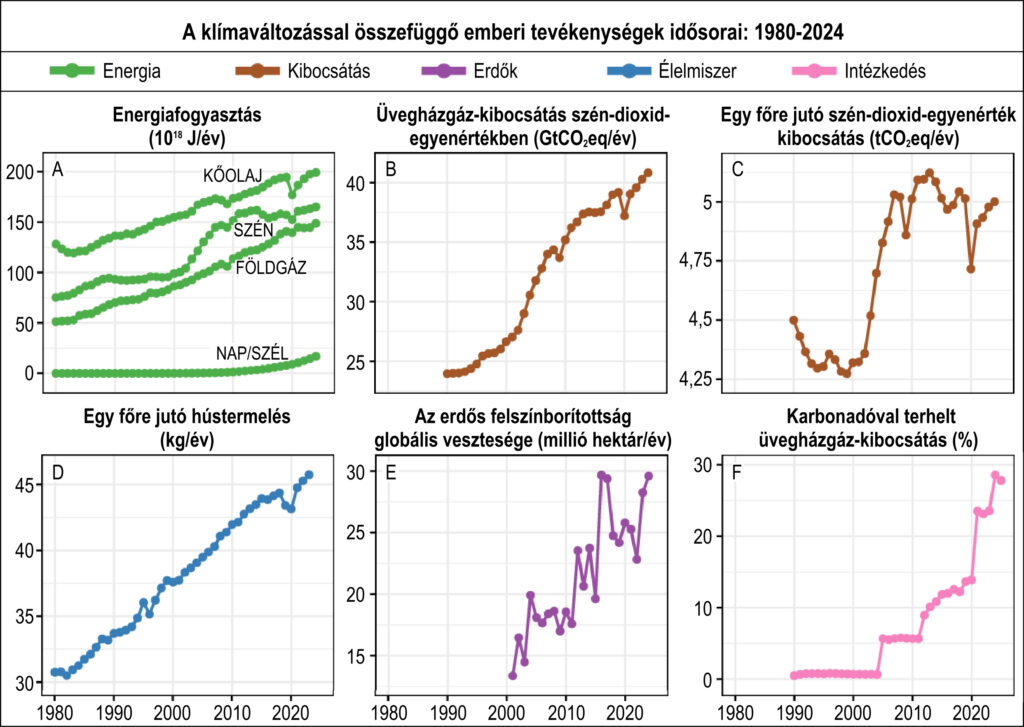 A klímaváltozással összefüggő emberi tevékenységek idősorai: 1980-2024
Energia
Kibocsátás
Erdők
Élelmiszer
Intézkedés
Energiafogyasztás
(10¹⁸ J/év)
A
KŐOLAJ
SZÉN
FÖLDGÁZ
NAP/SZÉL
200
150
100
50
0
Üvegházgáz-kibocsátás szén-dioxid-
egyenértékben (GtCO₂eq/év)
B
40
35
30
25
Egy főre jutó szén-dioxid-egyenérték
kibocsátás (tCO₂eq/év)
C
5
4,75
4,5
4,25
Egy főre jutó hústermelés
(kg/év)
D
45
40
35
30
1980 1990 2000 2010 2020
Az erdős felszínborítottság
globális vesztesége (millió hektár/év)
E
30
25
20
15
1980 1990 2000 2010 2020
Karbonadóval terhelt
üvegházgáz-kibocsátás (%)
F
30
20
10
0
1980 1990 2000 2010 2020